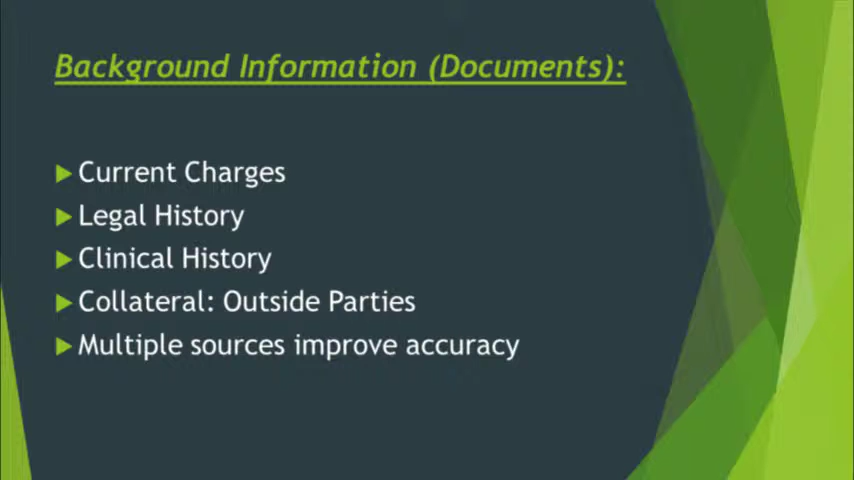 Background Information (Documents):
Current Charges
Legal History
Clinical History
Collateral: Outside Parties
Multiple sources improve accuracy